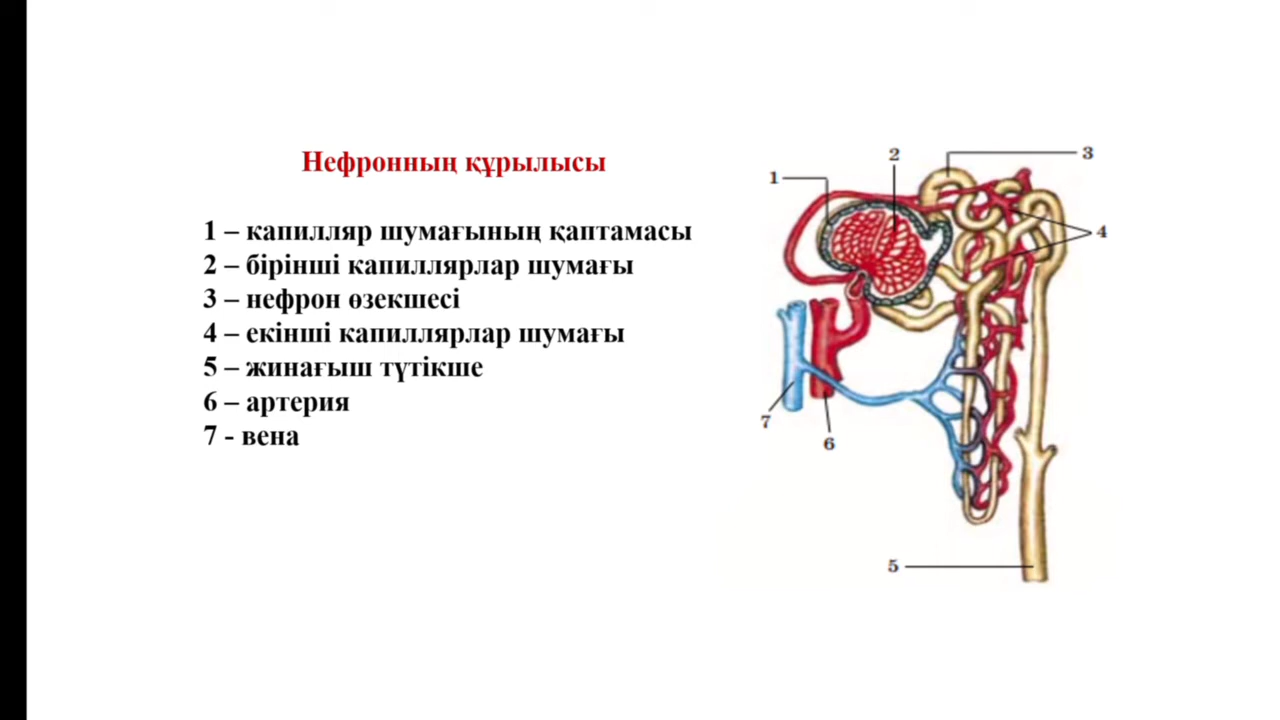 Нефронның құрылысы
1 – капилляр шумағының қаптамасы
2 – бірінші капиллярлар шумағы
3 – нефрон өзекшесі
4 – екінші капиллярлар шумағы
5 – жинағыш түтікше
6 – артерия
7 - вена
2
3
1
4
7
6
5